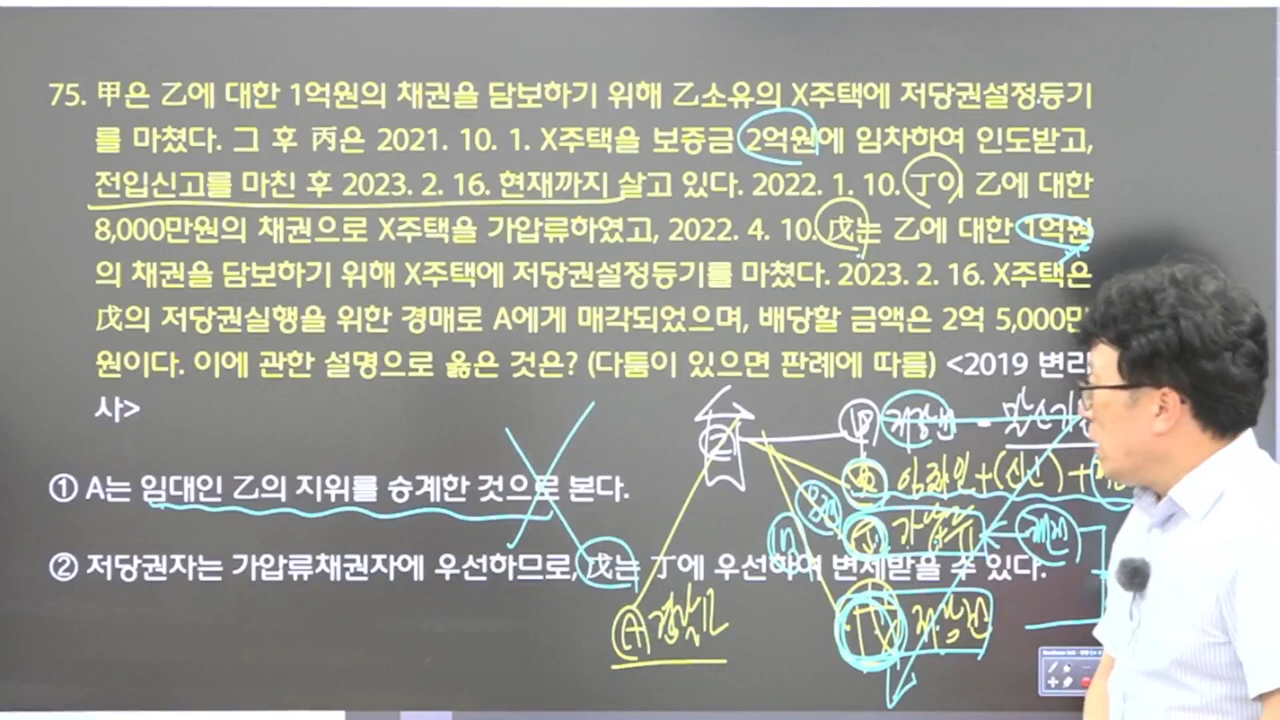 75. 甲은 乙에 대한 1억원의 채권을 담보하기 위해 乙소유의 X주택에 저당권설정등기
를 마쳤다. 그 후 丙은 2021. 10. 1. X주택을 보증금 2억원에 임차하여 인도받고,
전입신고를 마친 후 2023. 2. 16. 현재까지 살고 있다. 2022. 1. 10. 丁이 乙에 대한
8,000만원의 채권으로 X주택을 가압류하였고, 2022. 4. 10. 戊는 乙에 대한 1억원
의 채권을 담보하기 위해 X주택에 저당권설정등기를 마쳤다. 2023. 2. 16. X주택은
戊의 저당권실행을 위한 경매로 A에게 매각되었으며, 배당할 금액은 2억 5,000만
원이다. 이에 관한 설명으로 옳은 것은? (다툼이 있으면 판례에 따름) <2019 변리
사>
① A는 임대인 乙의 지위를 승계한 것으로 본다.
② 저당권자는 가압류채권자에 우선하므로, 戊는 丁에 우선하여 변제받을 수 있다.